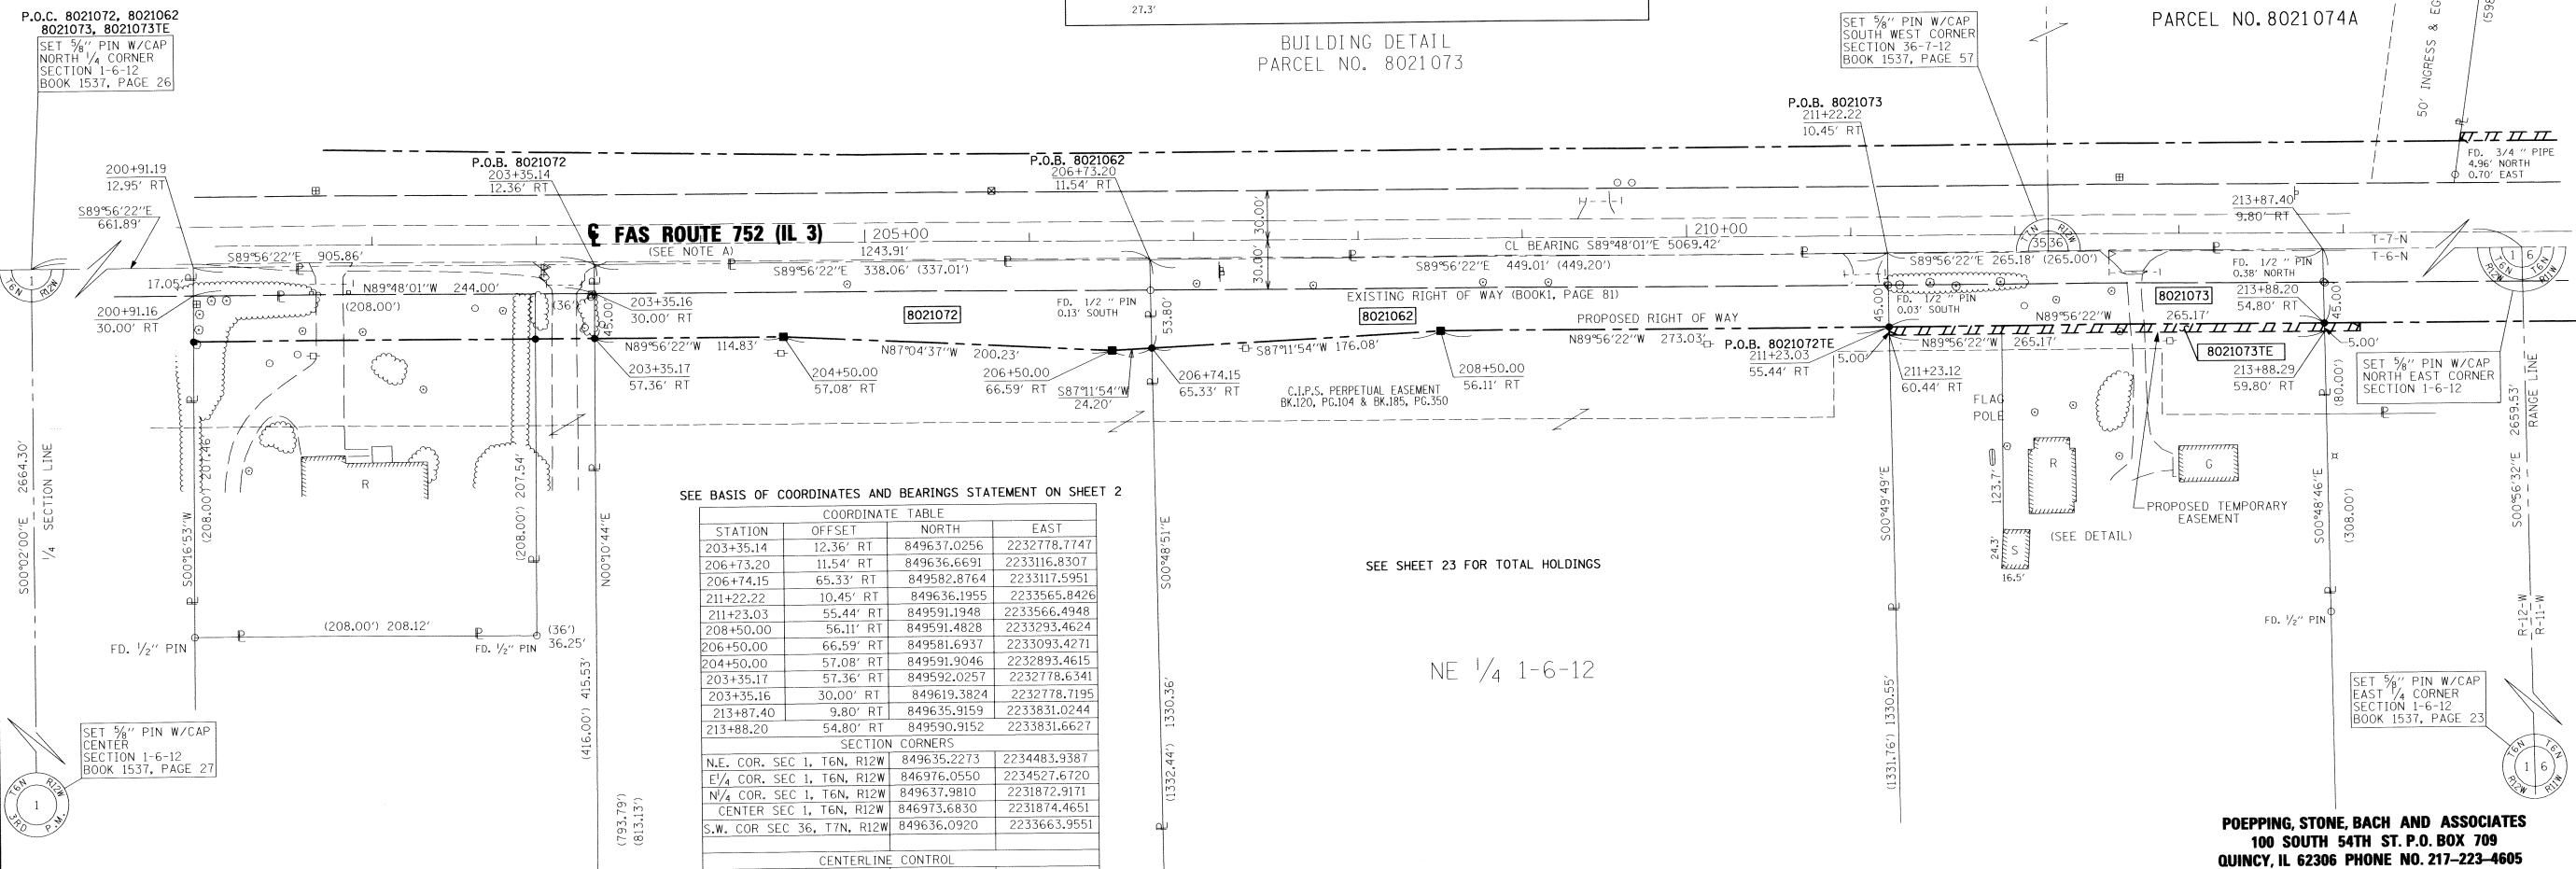 P.O.C. 8021072, 8021062
8021073, 8021073TE
SET 5/8" PIN W/CAP
NORTH 1/4 CORNER
SECTION 1-6-12
BOOK 1537, PAGE 26
27.3'
BUILDING DETAIL
PARCEL NO. 8021073
SET 5/8" PIN W/CAP
SOUTH WEST CORNER
SECTION 36-7-12
BOOK 1537, PAGE 57
PARCEL NO. 8021074A
50' INGRESS & EG
(598
P.O.B. 8021073
211+22.22
10.45' RT
200+91.19
12.95' RT
P.O.B. 8021072
203+35.14
12.36' RT
P.O.B. 8021062
206+73.20
11.54' RT
FD. 3/4 " PIPE
4.96' NORTH
0.70' EAST
S89°56'22"E
661.89'
213+87.40
9.80' RT
30.00'
30.00'
℄ FAS ROUTE 752 (IL 3)
(SEE NOTE A)
205+00
1243.91'
210+00
CL BEARING S89°48'01"E 5069.42'
T-7-N
T-6-N
S89°56'22"E 905.86'
S89°56'22"E 338.06' (337.01')
S89°56'22"E 449.01' (449.20')
S89°56'22"E 265.18' (265.00')
T7N R12W
35 36
1
T6N R12W
1 6
T6N T6N
R12W R11W
17.05'
N89°48'01"W 244.00'
(208.00')
(36')
200+91.16
30.00' RT
203+35.16
30.00' RT
45.00'
8021072
FD. 1/2 " PIN
0.13' SOUTH
53.80'
EXISTING RIGHT OF WAY (BOOK1, PAGE 81)
8021062
PROPOSED RIGHT OF WAY
45.00'
FD. 1/2 " PIN
0.03' SOUTH
FD. 1/2 " PIN
0.38' NORTH
8021073
213+88.20
54.80' RT
45.00'
N89°56'22"W
265.17'
N89°56'22"W 114.83'
N87°04'37"W 200.23'
S87°11'54"W 176.08'
N89°56'22"W 273.03'
P.O.B. 8021072TE
211+23.03
55.44' RT
5.00'
N89°56'22"W 265.17'
8021073TE
5.00'
203+35.17
57.36' RT
204+50.00
57.08' RT
206+50.00
66.59' RT
S87°11'54"W
24.20'
206+74.15
65.33' RT
208+50.00
56.11' RT
C.I.P.S. PERPETUAL EASEMENT
BK.120, PG.104 & BK.185, PG.350
211+23.12
60.44' RT
213+88.29
59.80' RT
SET 5/8" PIN W/CAP
NORTH EAST CORNER
SECTION 1-6-12
FLAG
POLE
(80.00')
R
R
G
S
123.7'
24.3'
16.5'
(SEE DETAIL)
PROPOSED TEMPORARY
EASEMENT
S00°02'00"E 2664.30'
1/4 SECTION LINE
S00°16'53"W
(208.00') 207.46'
(208.00') 207.54'
N00°10'44"E
(416.00') 415.53'
(793.79')
(813.13')
S00°48'51"E
(1332.44') 1330.36'
S00°49'49"E
(1331.76') 1330.55'
S00°48'46"E
(308.00')
S00°56'32"E 2659.53'
RANGE LINE
R-12-W
R-11-W
(208.00') 208.12'
(36')
36.25'
FD. 1/2" PIN
FD. 1/2" PIN
FD. 1/2" PIN
SEE BASIS OF COORDINATES AND BEARINGS STATEMENT ON SHEET 2
COORDINATE TABLE
STATION OFFSET NORTH EAST
203+35.14 12.36' RT 849637.0256 2232778.7747
206+73.20 11.54' RT 849636.6691 2233116.8307
206+74.15 65.33' RT 849582.8764 2233117.5951
211+22.22 10.45' RT 849636.1955 2233565.8426
211+23.03 55.44' RT 849591.1948 2233566.4948
208+50.00 56.11' RT 849591.4828 2233293.4624
206+50.00 66.59' RT 849581.6937 2233093.4271
204+50.00 57.08' RT 849591.9046 2232893.4615
203+35.17 57.36' RT 849592.0257 2232778.6341
203+35.16 30.00' RT 849619.3824 2232778.7195
213+87.40 9.80' RT 849635.9159 2233831.0244
213+88.20 54.80' RT 849590.9152 2233831.6627
SECTION CORNERS
N.E. COR. SEC 1, T6N, R12W 849635.2273 2234483.9387
E1/4 COR. SEC 1, T6N, R12W 846976.0550 2234527.6720
N1/4 COR. SEC 1, T6N, R12W 849637.9810 2231872.9171
CENTER SEC 1, T6N, R12W 846973.6830 2231874.4651
S.W. COR SEC 36, T7N, R12W 849636.0920 2233663.9551
CENTERLINE CONTROL
SEE SHEET 23 FOR TOTAL HOLDINGS
NE 1/4 1-6-12
SET 5/8" PIN W/CAP
CENTER
SECTION 1-6-12
BOOK 1537, PAGE 27
T6N R12W
1
3RD P.M.
SET 5/8" PIN W/CAP
EAST 1/4 CORNER
SECTION 1-6-12
BOOK 1537, PAGE 23
T6N T6N
1 6
R12W R11W
POEPPING, STONE, BACH AND ASSOCIATES
100 SOUTH 54TH ST. P.O. BOX 709
QUINCY, IL 62306 PHONE NO. 217-223-4605